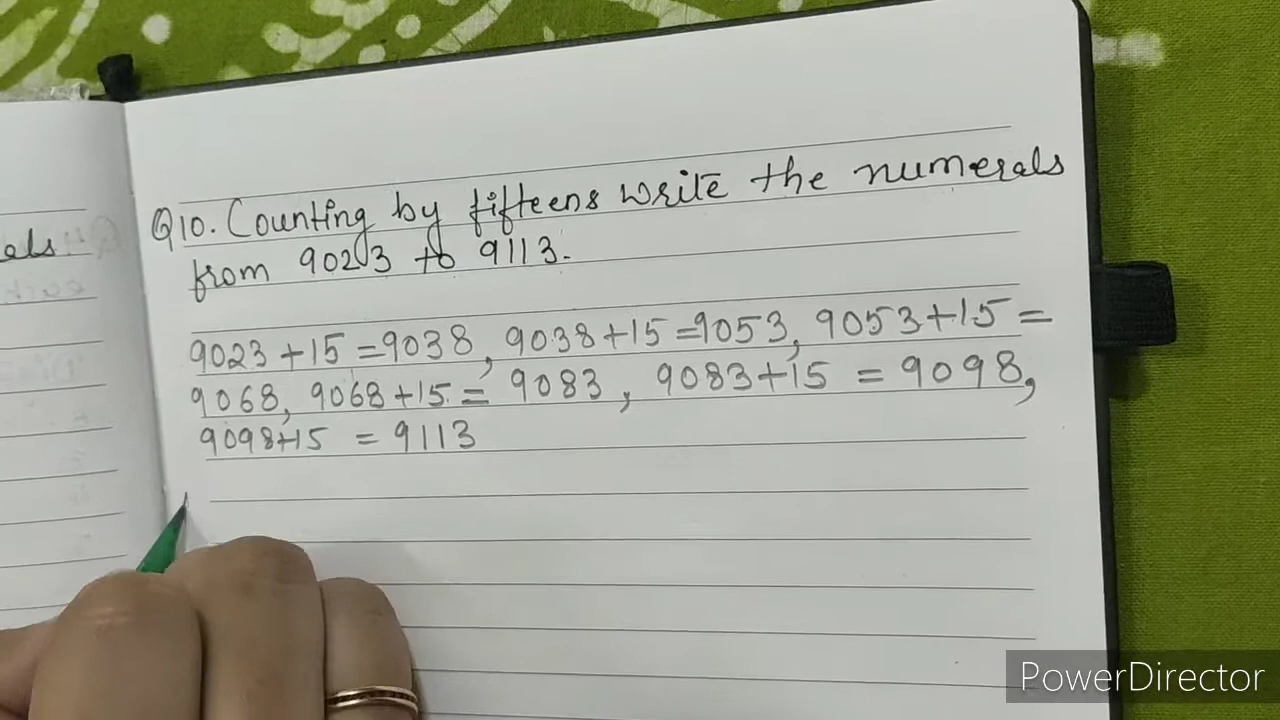 els
Q10. Counting by fifteens write the numerals
from 9023 to 9113.
9023 +15 =9038, 9038+15 =9053, 9053+15 =
9068, 9068+15 = 9083, 9083+15 = 9098,
9098+15 = 9113
PowerDirector